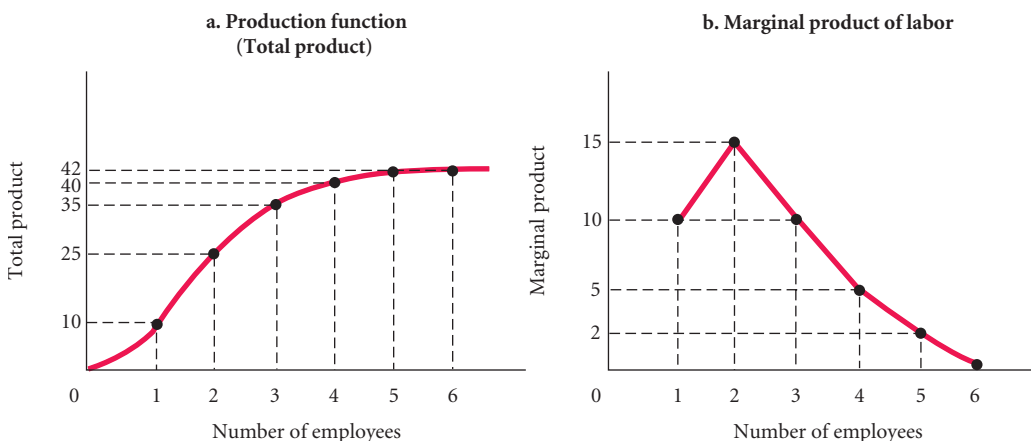 a. Production function
(Total product)
Total product
42
40
35
25
10
0 1 2 3 4 5 6
Number of employees
b. Marginal product of labor
Marginal product
15
10
5
2
0 1 2 3 4 5 6
Number of employees